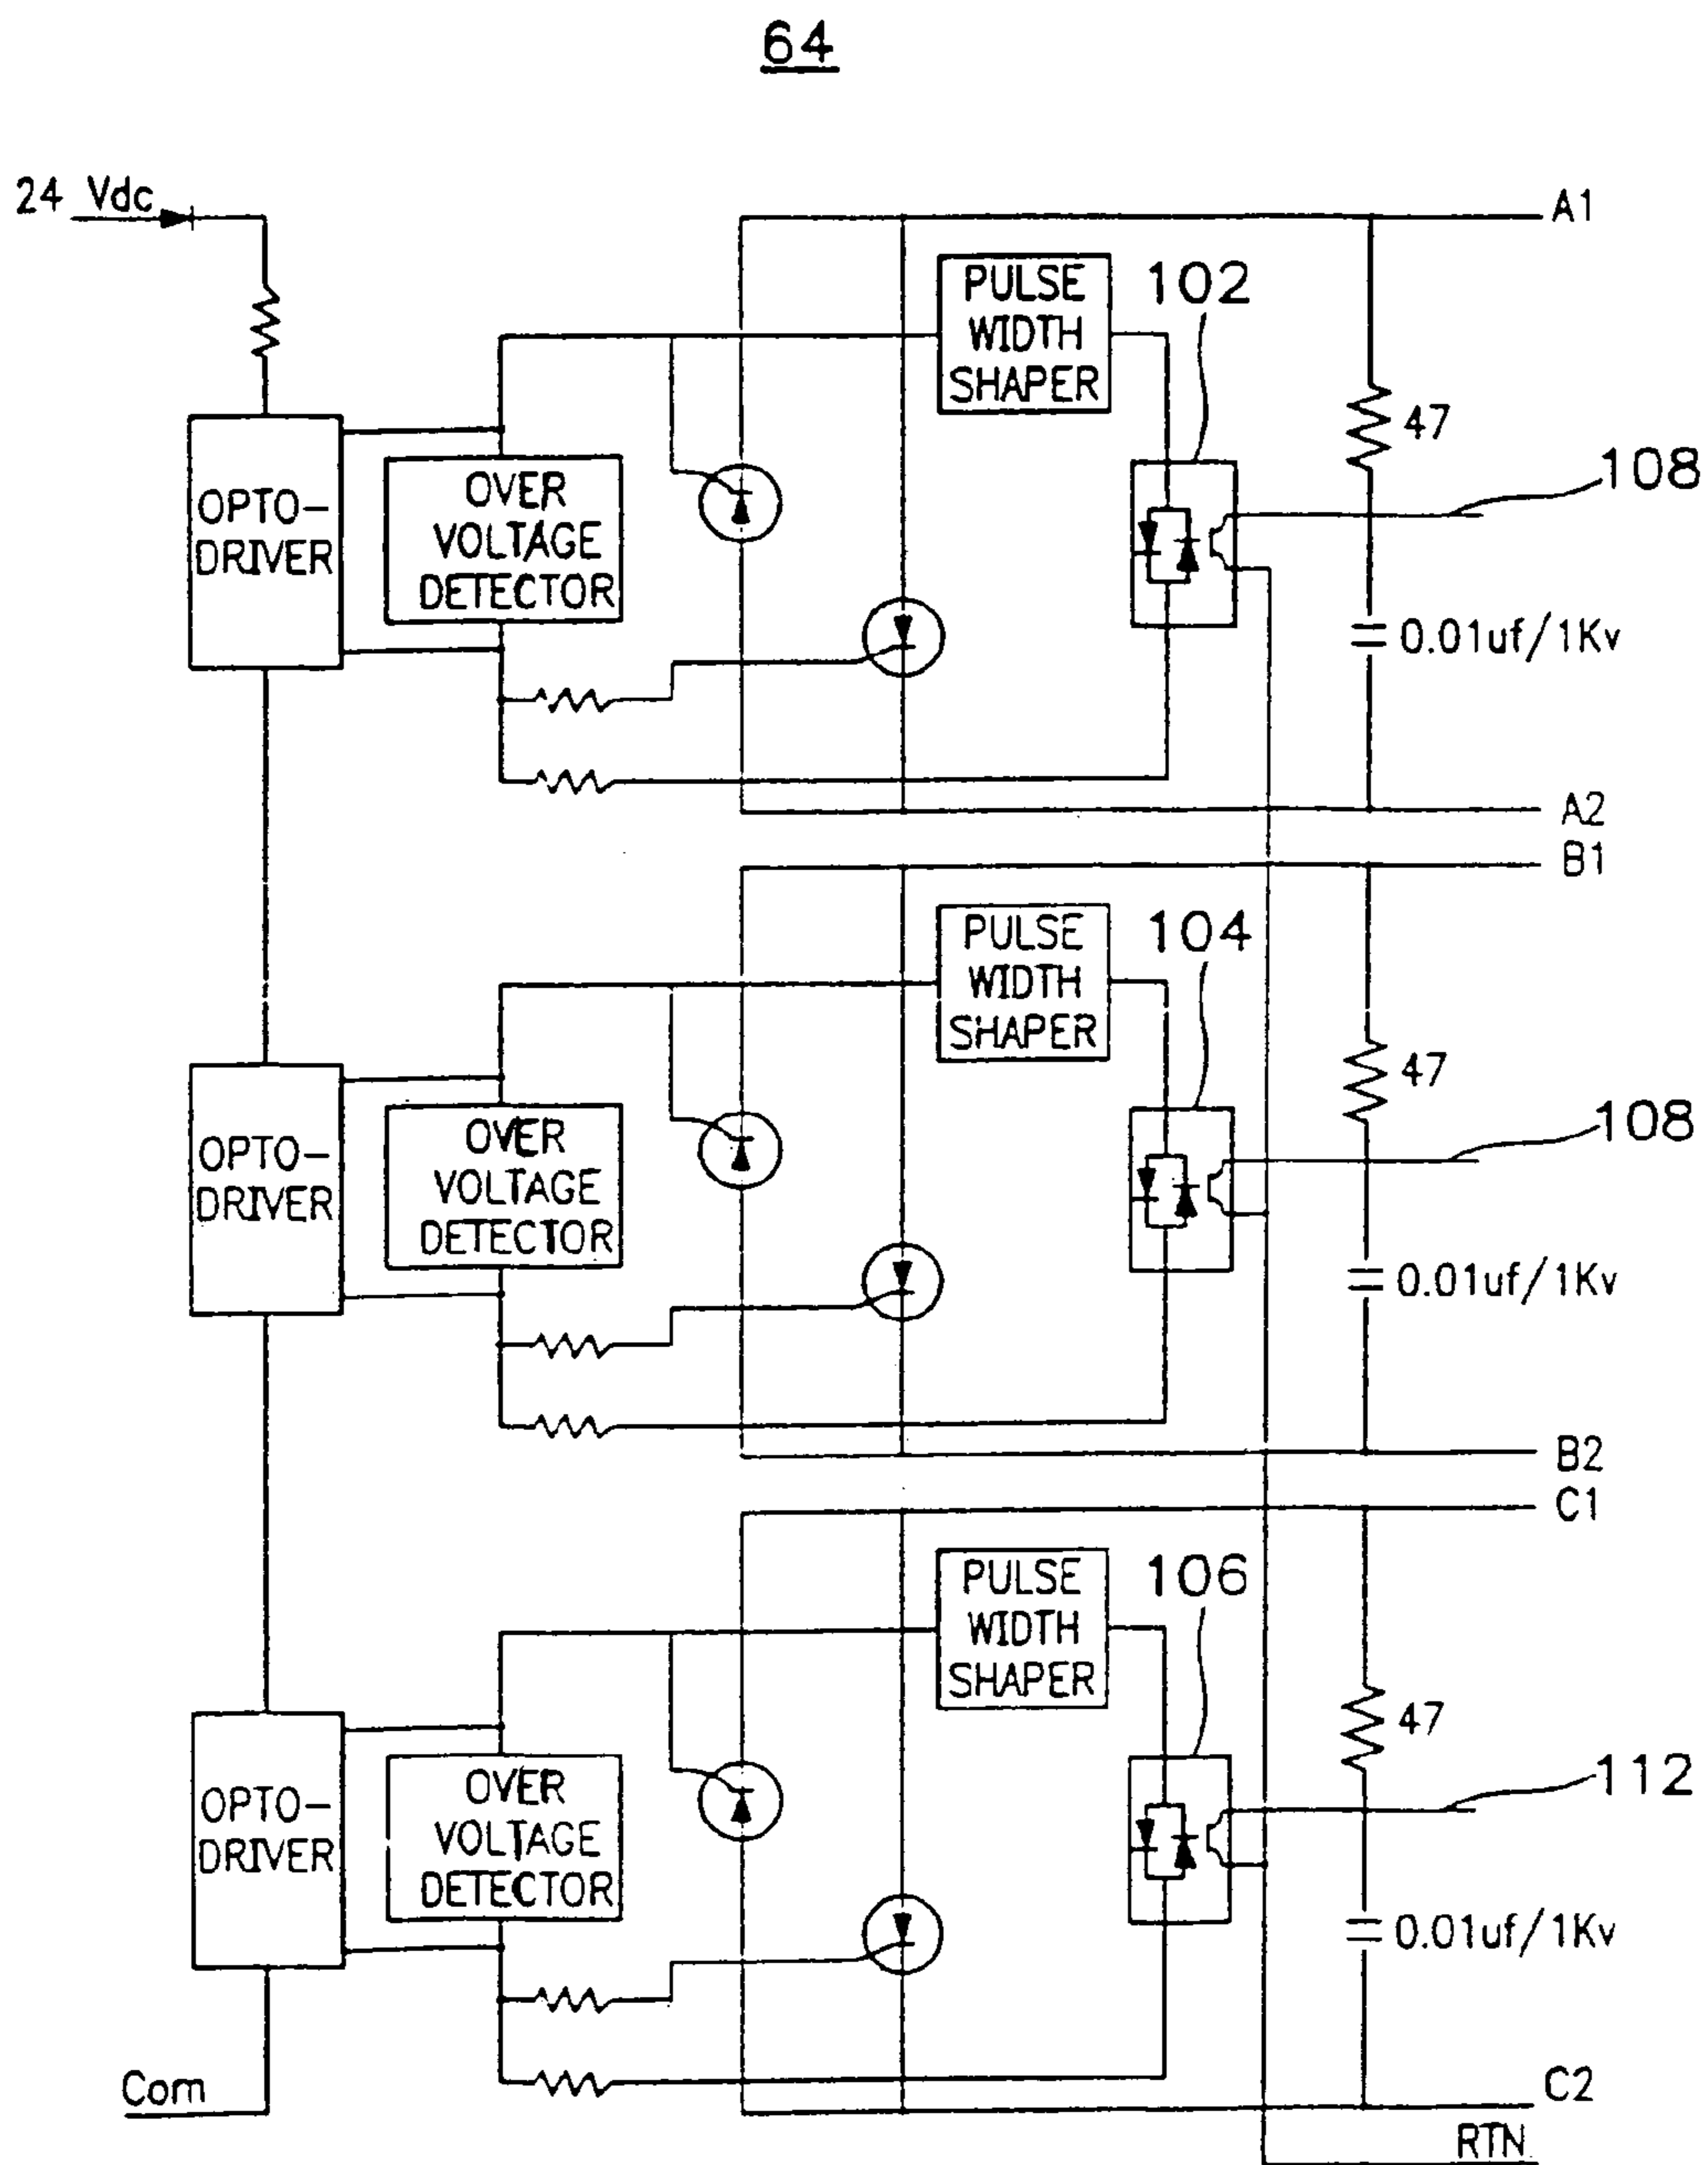 64
24 Vdc
A1
PULSE
WIDTH
SHAPER
102
47
108
OPTO-
DRIVER
OVER
VOLTAGE
DETECTOR
0.01uf/1Kv
A2
B1
PULSE
WIDTH
SHAPER
104
47
108
OPTO-
DRIVER
OVER
VOLTAGE
DETECTOR
0.01uf/1Kv
B2
C1
PULSE
WIDTH
SHAPER
106
47
112
OPTO-
DRIVER
OVER
VOLTAGE
DETECTOR
0.01uf/1Kv
Com
C2
RTN